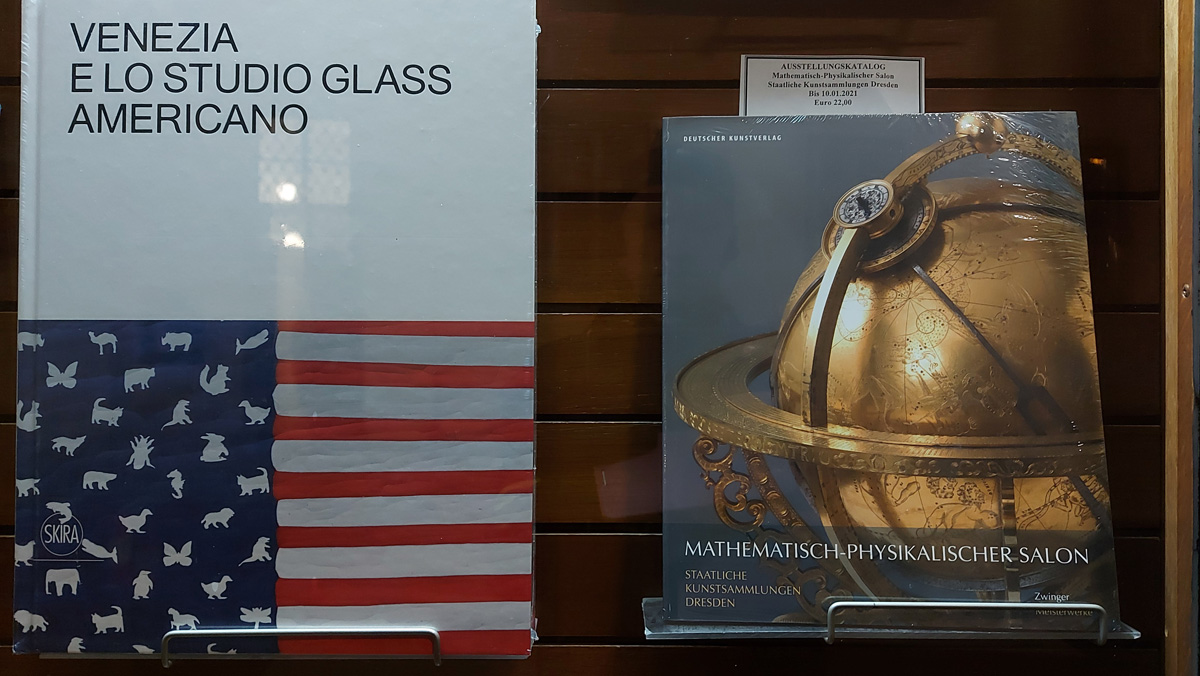 VENEZIA
E LO STUDIO GLASS
AMERICANO
SKIRA
AUSSTELLUNGSKATALOG
Mathematisch-Physikalischer Salon
Staatliche Kunstsammlungen Dresden
Bis 10.01.2021
Euro 22,00
DEUTSCHER KUNSTVERLAG
MATHEMATISCH-PHYSIKALISCHER SALON
STAATLICHE
KUNSTSAMMLUNGEN
DRESDEN
Zwinger
Meisterwerke